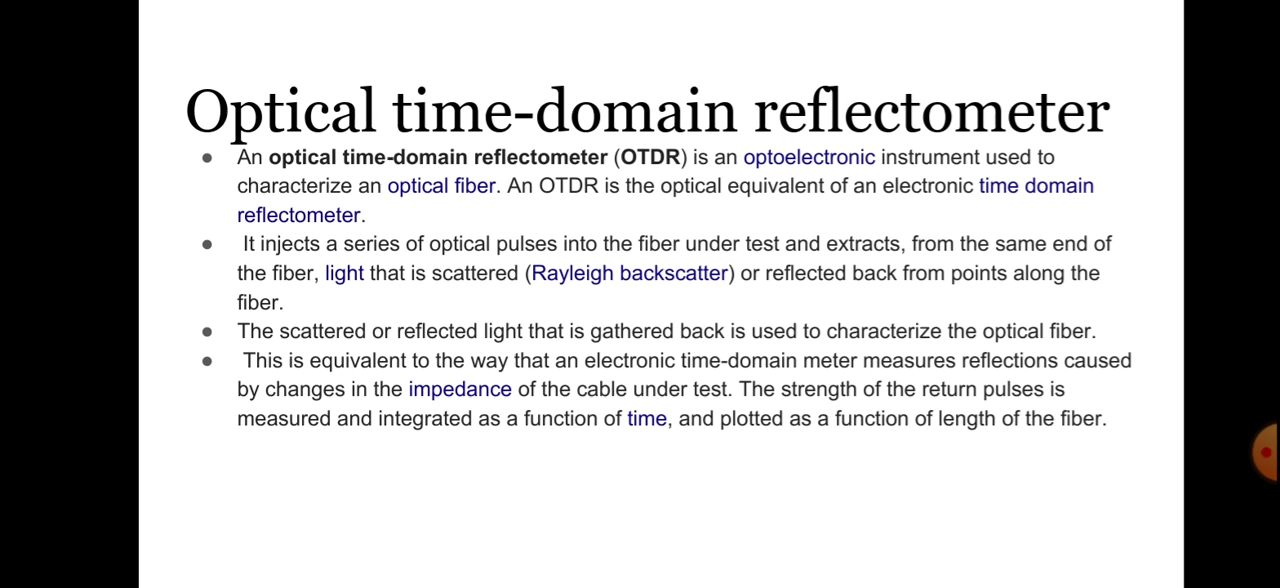 Optical time-domain reflectometer
● An optical time-domain reflectometer (OTDR) is an optoelectronic instrument used to
characterize an optical fiber. An OTDR is the optical equivalent of an electronic time domain
reflectometer.
● It injects a series of optical pulses into the fiber under test and extracts, from the same end of
the fiber, light that is scattered (Rayleigh backscatter) or reflected back from points along the
fiber.
● The scattered or reflected light that is gathered back is used to characterize the optical fiber.
● This is equivalent to the way that an electronic time-domain meter measures reflections caused
by changes in the impedance of the cable under test. The strength of the return pulses is
measured and integrated as a function of time, and plotted as a function of length of the fiber.